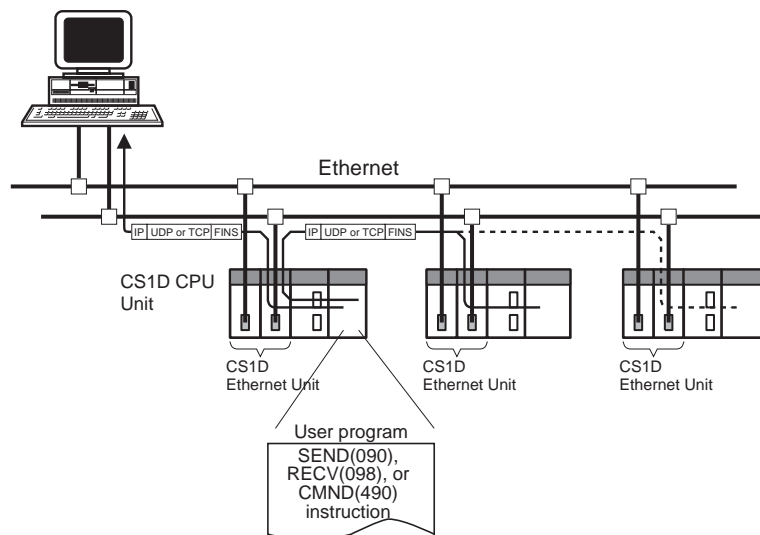 Ethernet
IP UDP or TCP FINS
IP UDP or TCP FINS
CS1D CPU
Unit
CS1D
Ethernet Unit
CS1D
Ethernet Unit
CS1D
Ethernet Unit
User program
SEND(090),
RECV(098), or
CMND(490)
instruction